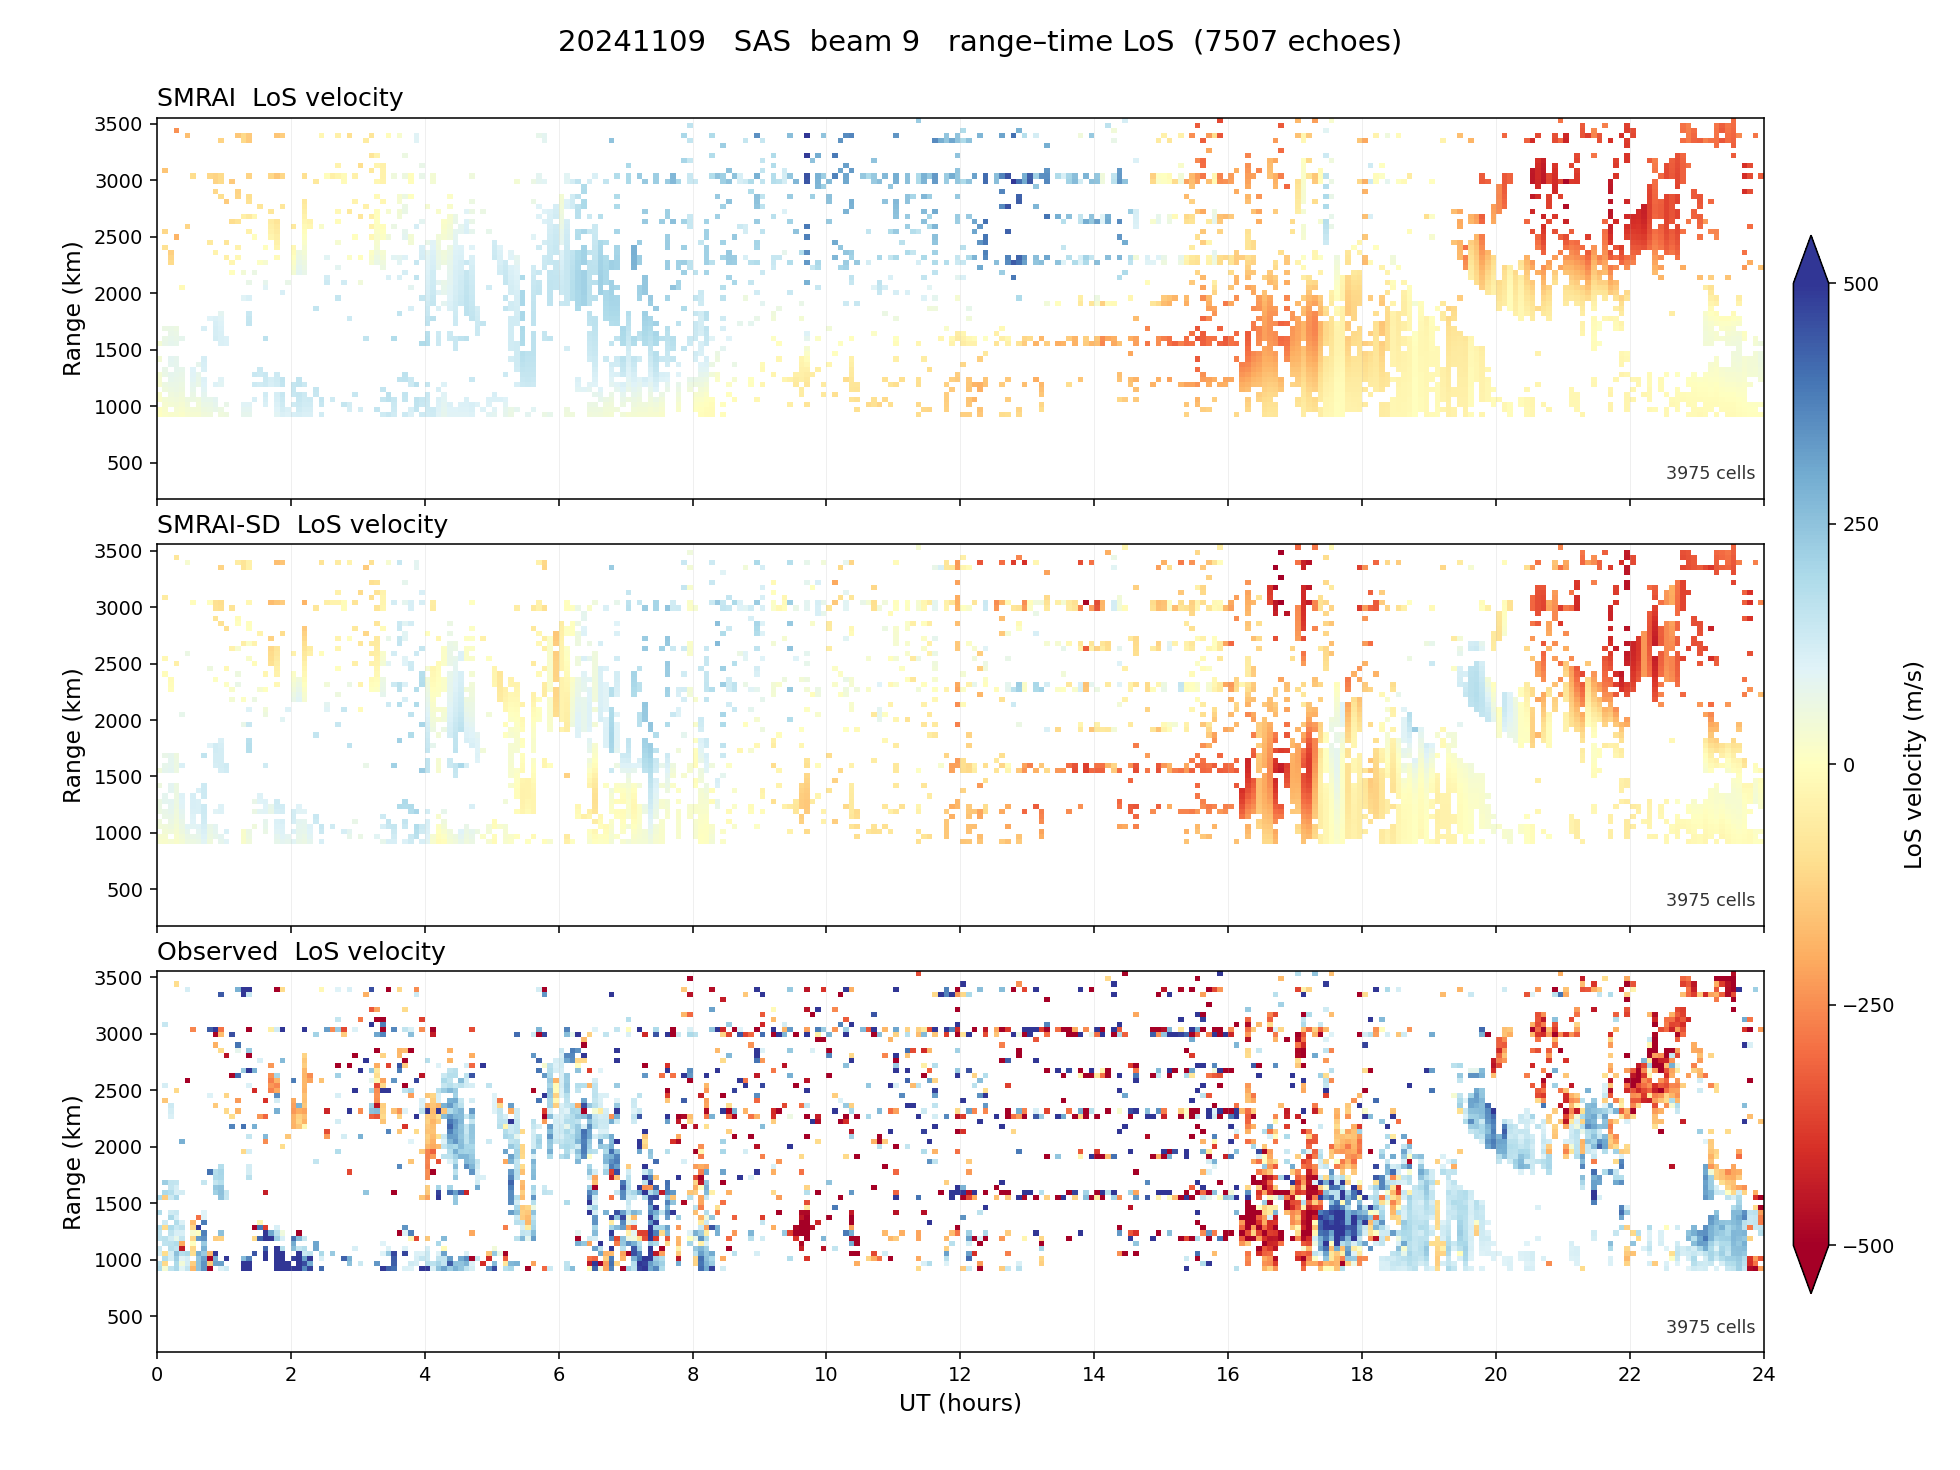 20241109 SAS beam 9 range–time LoS (7507 echoes)
SMRAI LoS velocity
3500
3000
2500
2000
1500
1000
500
Range (km)
3975 cells
SMRAI-SD LoS velocity
3500
3000
2500
2000
1500
1000
500
Range (km)
3975 cells
Observed LoS velocity
3500
3000
2500
2000
1500
1000
500
Range (km)
3975 cells
0 2 4 6 8 10 12 14 16 18 20 22 24
UT (hours)
500
250
0
−250
−500
LoS velocity (m/s)